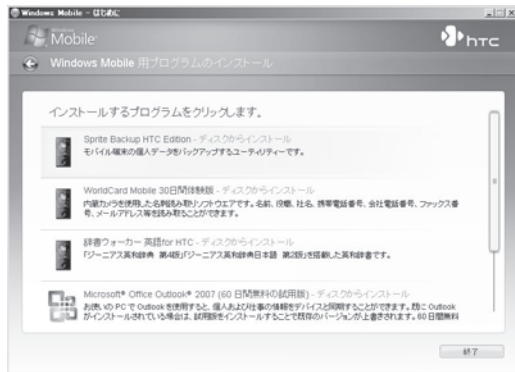 Windows Mobile - はじめに
Windows
Mobile
hTC
Windows Mobile 用プログラムのインストール
インストールするプログラムをクリックします。
Sprite Backup HTC Edition - ディスクからインストール
モバイル端末の個人データをバックアップするユーティリティーです。
WorldCard Mobile 30日間体験版 - ディスクからインストール
内蔵カメラを使用した名刺読み取りソフトウエアです。名前、役職、社名、携帯電話番号、会社電話番号、ファックス番
号、メールアドレス等を読み取ることができます。
辞書ウォーカー 英語for HTC - ディスクからインストール
「ジーニアス英和辞典 第4版」「ジーニアス英和辞典日本語 第2版」を搭載した英和辞書です。
Microsoft® Office Outlook® 2007 (60 日間無料の試用版) - ディスクからインストール
お使いの PC で Outlook を使用すると、個人および仕事の情報をデバイスと同期することができます。既に Outlook
がインストールされている場合は、試用版をインストールすることで既存のバージョンが上書きされます。60 日間無料
終了